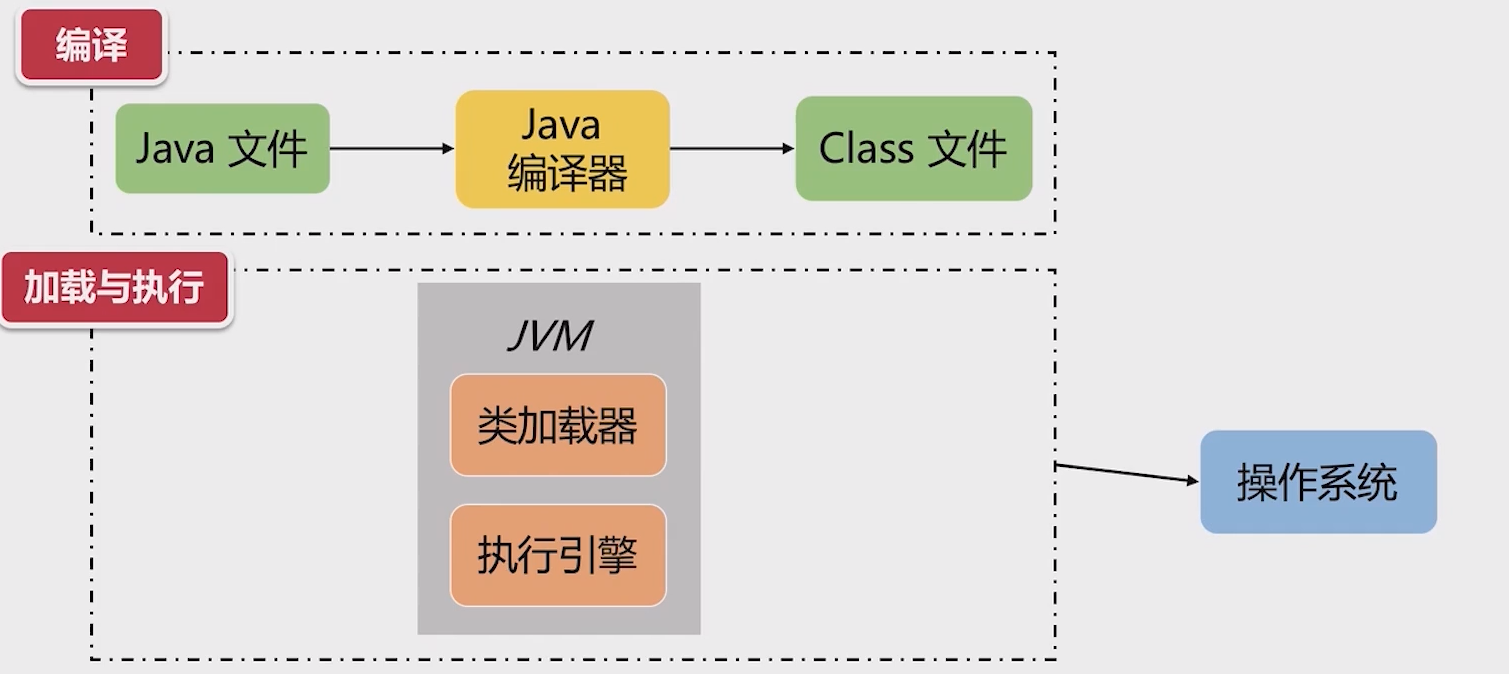 编译
Java 文件
Java
编译器
Class 文件
加载与执行
JVM
类加载器
执行引擎
操作系统